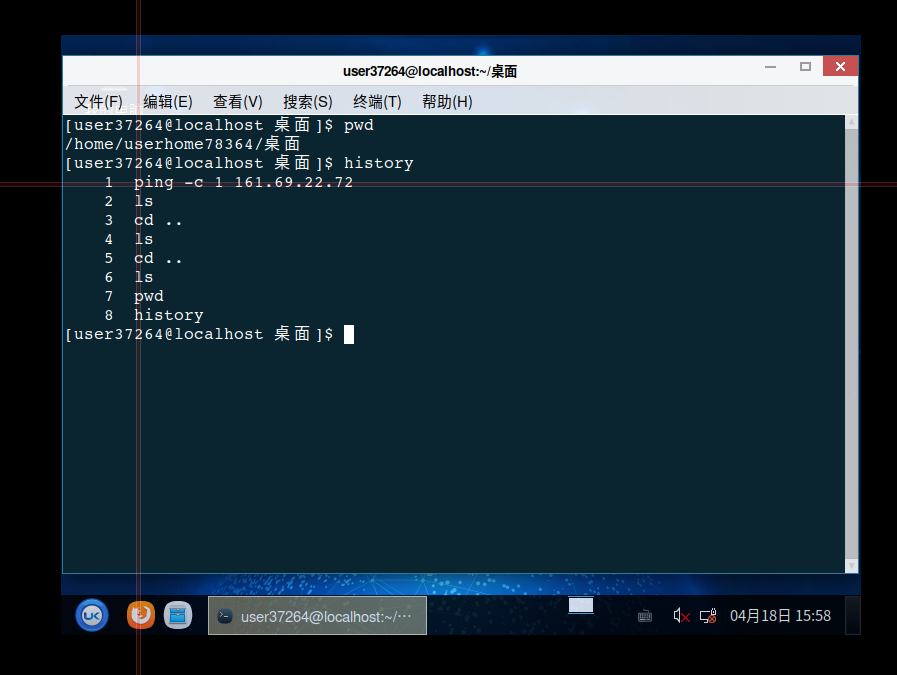 user37264@localhost:~/桌面
文件(F) 编辑(E) 查看(V) 搜索(S) 终端(T) 帮助(H)
[user37264@localhost 桌面]$ pwd
/home/userhome78364/桌面
[user37264@localhost 桌面]$ history
1 ping -c 1 161.69.22.72
2 ls
3 cd ..
4 ls
5 cd ..
6 ls
7 pwd
8 history
[user37264@localhost 桌面]$
UK
user37264@localhost:~/···
04月18日 15:58